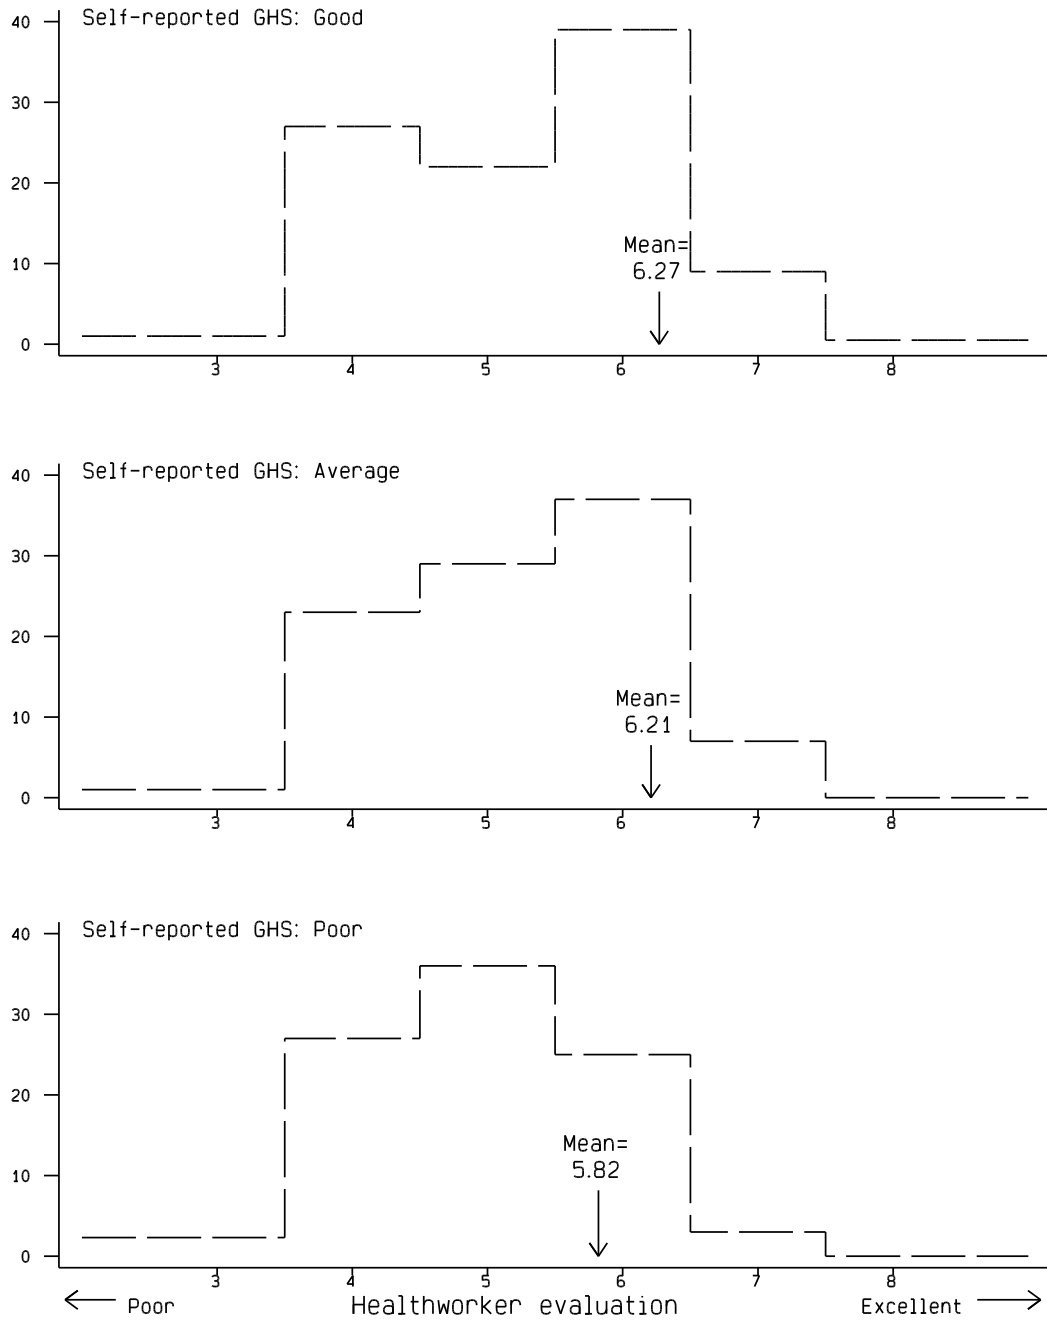 Self-reported GHS: Good
40
30
20
10
0
Mean=
6.27
3 4 5 6 7 8
Self-reported GHS: Average
40
30
20
10
0
Mean=
6.21
3 4 5 6 7 8
Self-reported GHS: Poor
40
30
20
10
0
Mean=
5.82
3 4 5 6 7 8
Poor Healthworker evaluation Excellent